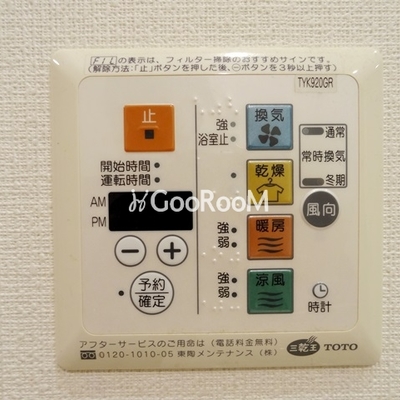 FILの表示は、フィルター掃除のおすすめサインです。
(解除方法:「止」ボタンを押した後、⊖ボタンを3秒以上押す)
TYK920GR
止
強
浴室止
換気
通常
常時換気
冬期
開始時間
運転時間
乾燥
AM
PM
GooRooM
風向
強
弱
暖房
予約
確定
強
弱
涼風
時計
アフターサービスのご用命は(電話料金無料)
0120-1010-05 東陶メンテナンス(株)
三乾王 TOTO